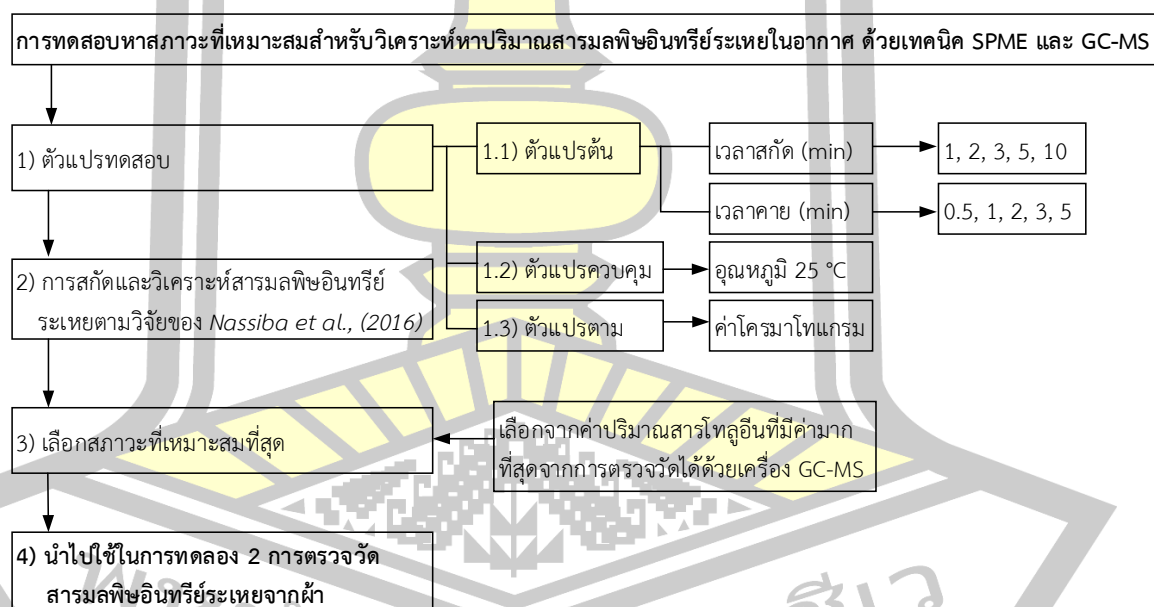 การทดสอบหาสภาวะที่เหมาะสมสำหรับวิเคราะห์หาปริมาณสารมลพิษอินทรีย์ระเหยในอากาศ ด้วยเทคนิค SPME และ GC-MS
1) ตัวแปรทดสอบ
1.1) ตัวแปรต้น
เวลาสกัด (min)
1, 2, 3, 5, 10
เวลาคาย (min)
0.5, 1, 2, 3, 5
1.2) ตัวแปรควบคุม
อุณหภูมิ 25 °C
1.3) ตัวแปรตาม
ค่าโครมาโทแกรม
2) การสกัดและวิเคราะห์สารมลพิษอินทรีย์
ระเหยตามวิจัยของ Nassiba et al., (2016)
3) เลือกสภาวะที่เหมาะสมที่สุด
เลือกจากค่าปริมาณสารโทลูอีนที่มีค่ามาก
ที่สุดจากการตรวจวัดได้ด้วยเครื่อง GC-MS
4) นำไปใช้ในการทดลอง 2 การตรวจวัด
สารมลพิษอินทรีย์ระเหยจากผ้า